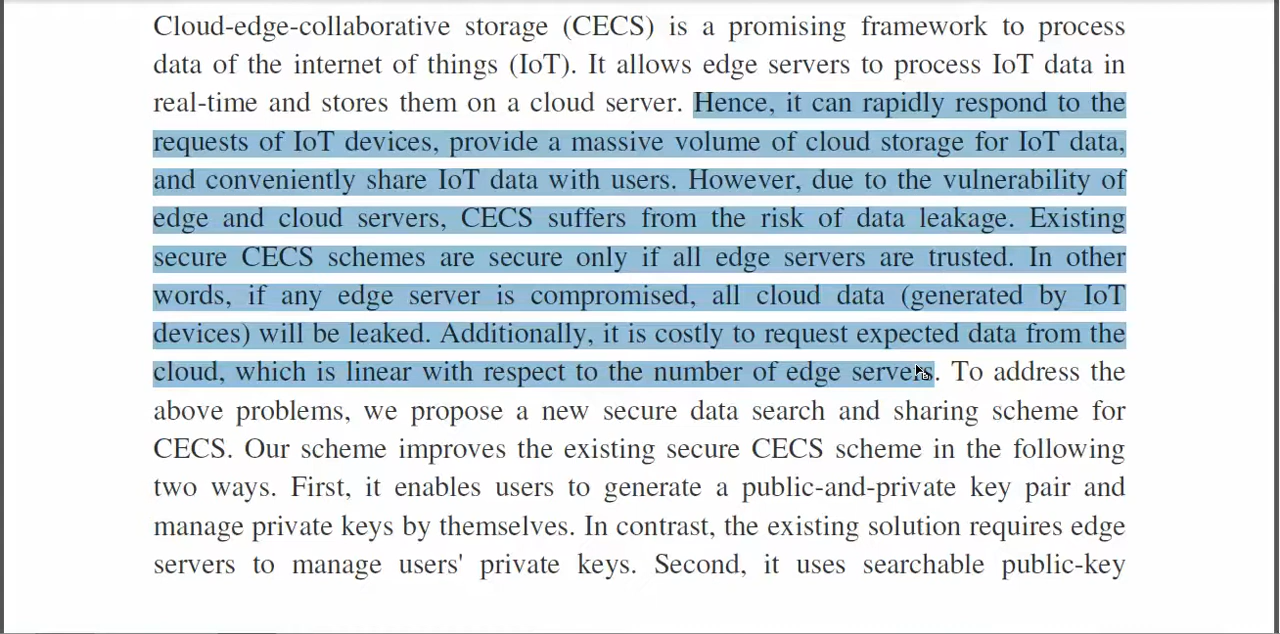 Cloud-edge-collaborative storage (CECS) is a promising framework to process
data of the internet of things (IoT). It allows edge servers to process IoT data in
real-time and stores them on a cloud server. Hence, it can rapidly respond to the
requests of IoT devices, provide a massive volume of cloud storage for IoT data,
and conveniently share IoT data with users. However, due to the vulnerability of
edge and cloud servers, CECS suffers from the risk of data leakage. Existing
secure CECS schemes are secure only if all edge servers are trusted. In other
words, if any edge server is compromised, all cloud data (generated by IoT
devices) will be leaked. Additionally, it is costly to request expected data from the
cloud, which is linear with respect to the number of edge servers. To address the
above problems, we propose a new secure data search and sharing scheme for
CECS. Our scheme improves the existing secure CECS scheme in the following
two ways. First, it enables users to generate a public-and-private key pair and
manage private keys by themselves. In contrast, the existing solution requires edge
servers to manage users' private keys. Second, it uses searchable public-key